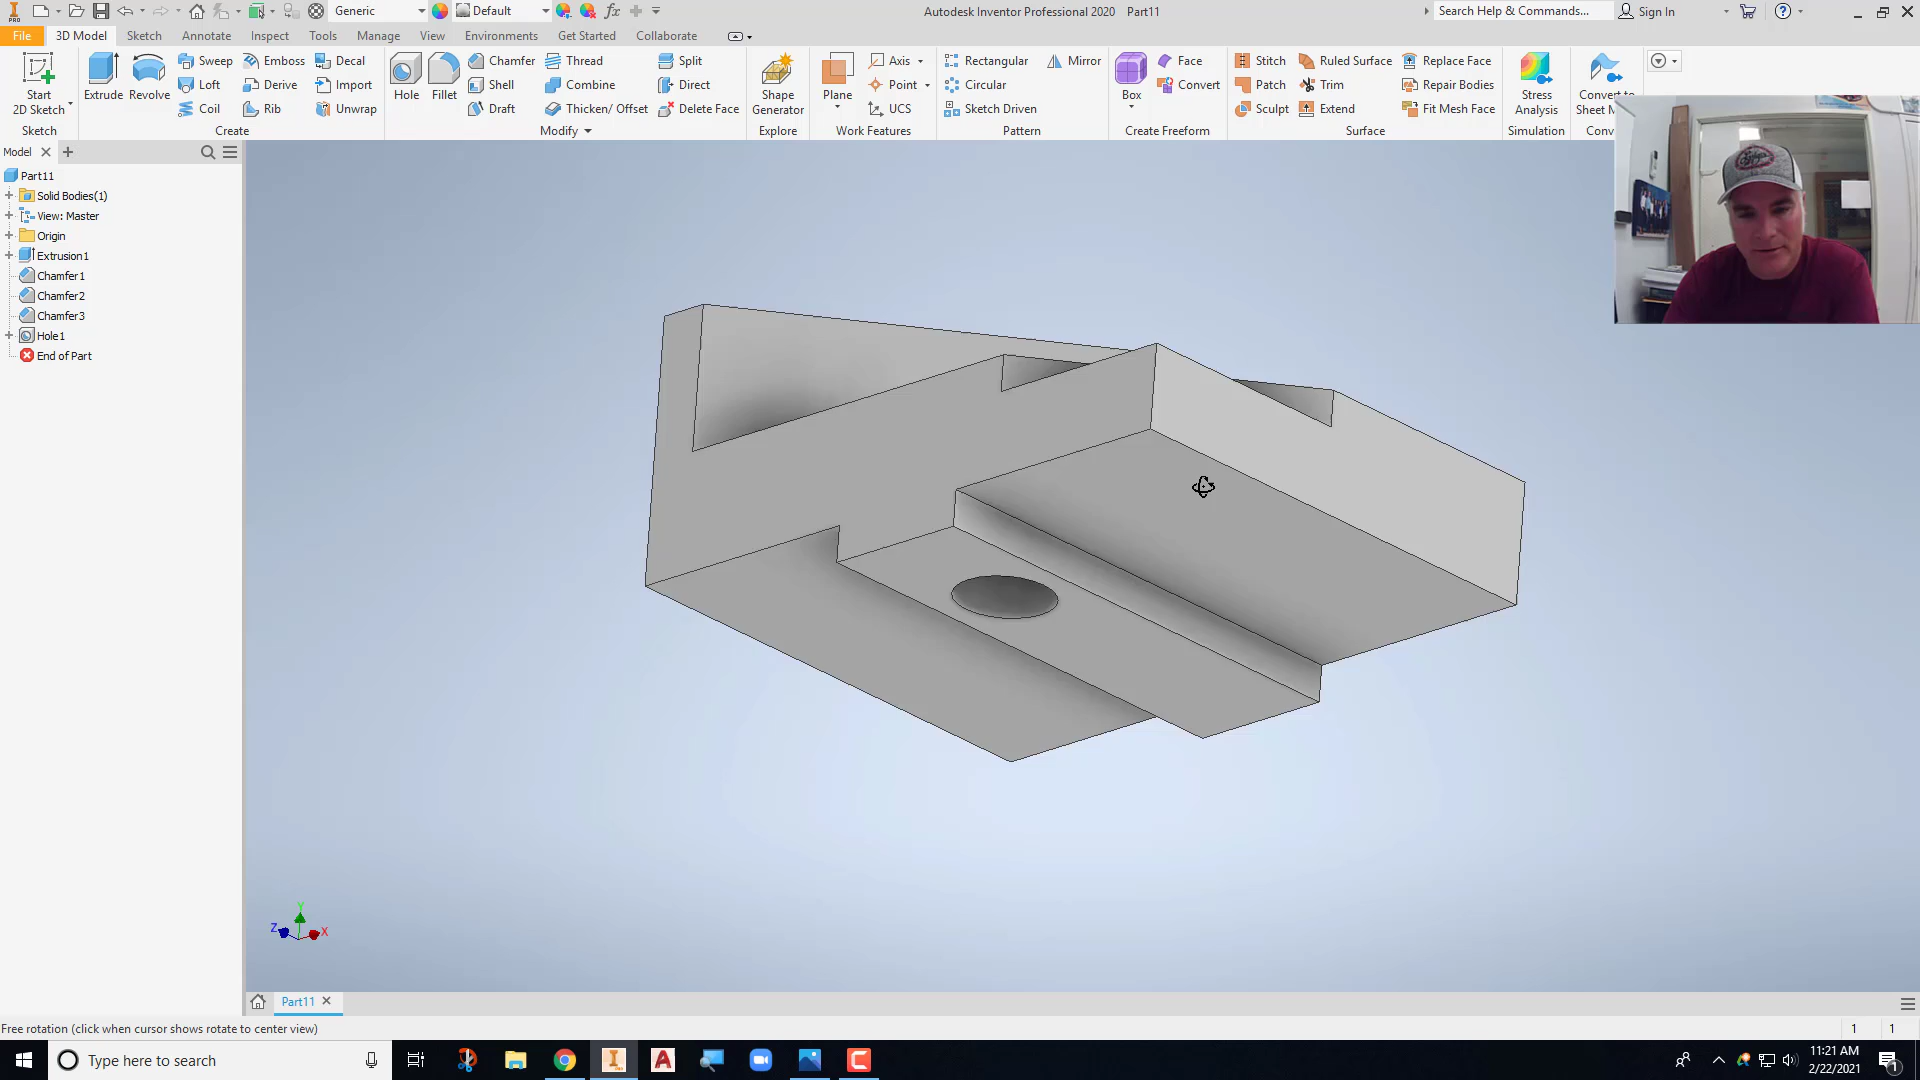 Generic
Default
fx
Autodesk Inventor Professional 2020 Part11
Search Help & Commands...
Sign In
File
3D Model
Sketch
Annotate
Inspect
Tools
Manage
View
Environments
Get Started
Collaborate
Start
2D Sketch
Extrude
Revolve
Sweep
Loft
Coil
Emboss
Derive
Rib
Decal
Import
Unwrap
Hole
Fillet
Chamfer
Shell
Draft
Thread
Combine
Thicken/ Offset
Split
Direct
Delete Face
Shape
Generator
Plane
Axis
Point
UCS
Rectangular
Circular
Sketch Driven
Mirror
Box
Face
Convert
Stitch
Patch
Sculpt
Ruled Surface
Trim
Extend
Replace Face
Repair Bodies
Fit Mesh Face
Stress
Analysis
Convert to
Sheet M
Sketch
Create
Modify
Explore
Work Features
Pattern
Create Freeform
Surface
Simulation
Conv
Model
Part11
Solid Bodies(1)
View: Master
Origin
Extrusion1
Chamfer1
Chamfer2
Chamfer3
Hole1
End of Part
Y
Z
X
Part11
Free rotation (click when cursor shows rotate to center view)
1
1
Type here to search
11:21 AM
2/22/2021
1